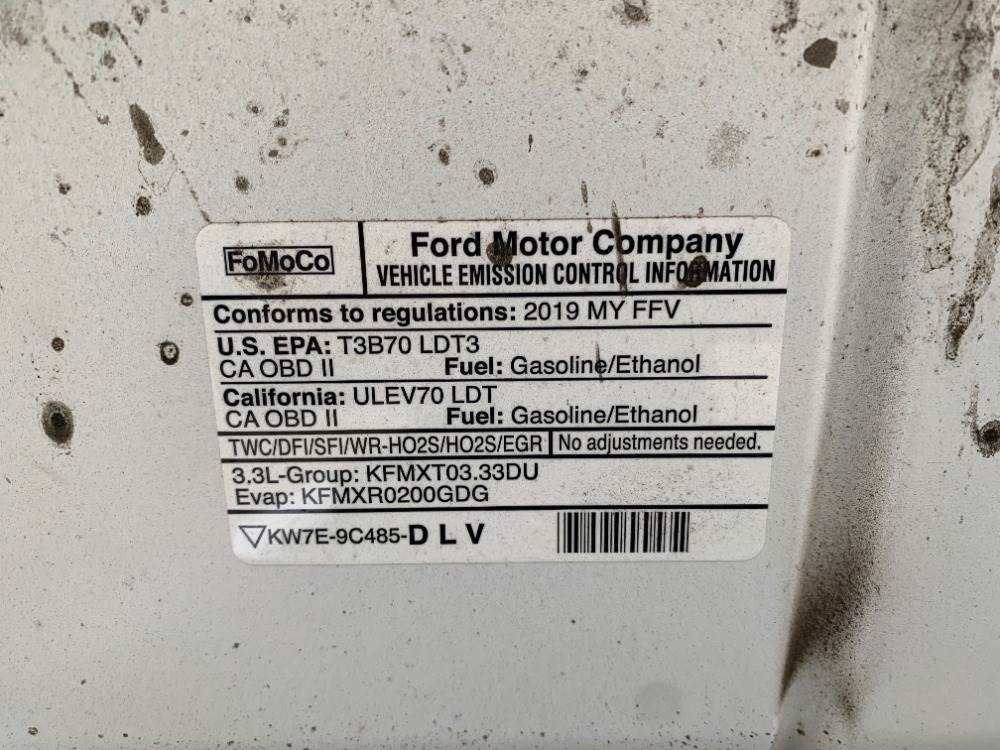 FoMoCo
Ford Motor Company
VEHICLE EMISSION CONTROL INFORMATION
Conforms to regulations: 2019 MY FFV
U.S. EPA: T3B70 LDT3
CA OBD II Fuel: Gasoline/Ethanol
California: ULEV70 LDT
CA OBD II Fuel: Gasoline/Ethanol
TWC/DFI/SFI/WR-HO2S/HO2S/EGR No adjustments needed.
3.3L-Group: KFMXT03.33DU
Evap: KFMXR0200GDG
KW7E-9C485-D L V